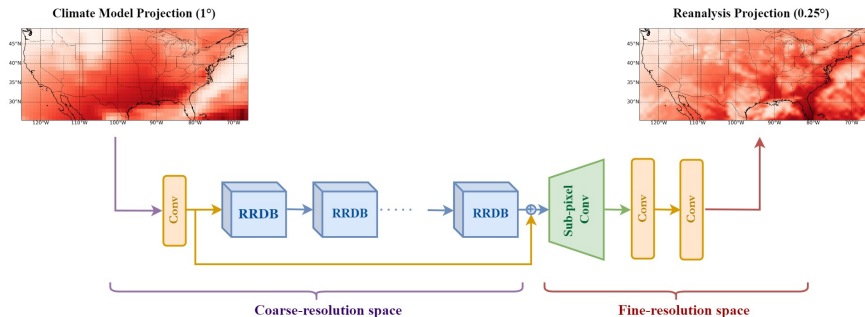 Climate Model Projection (1°)
Reanalysis Projection (0.25°)
45°N
40°N
35°N
30°N
120°W 110°W 100°W 90°W 80°W 70°W
45°N
40°N
35°N
30°N
120°W 110°W 100°W 90°W 80°W 70°W
Conv
RRDB
RRDB
RRDB
Sub-pixel
Conv
Conv
Conv
Coarse-resolution space
Fine-resolution space